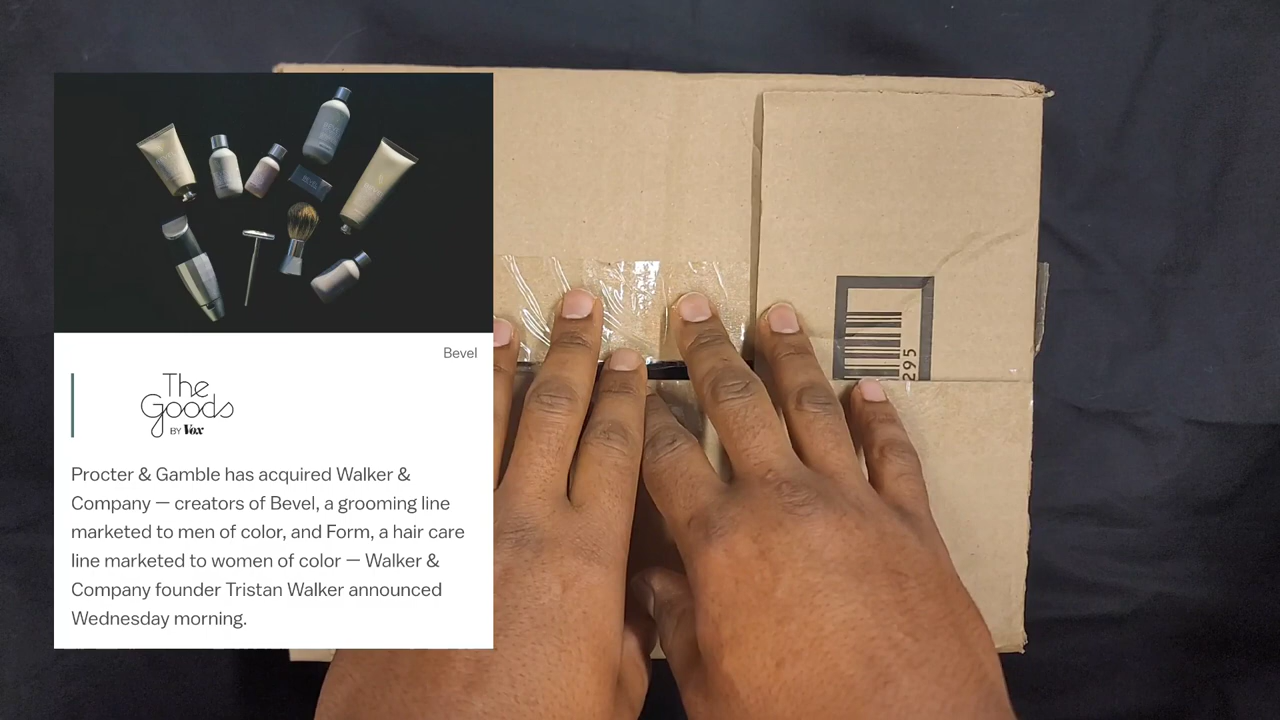 Bevel
The
Goods
BY Vox
Procter & Gamble has acquired Walker &
Company — creators of Bevel, a grooming line
marketed to men of color, and Form, a hair care
line marketed to women of color — Walker &
Company founder Tristan Walker announced
Wednesday morning.
295